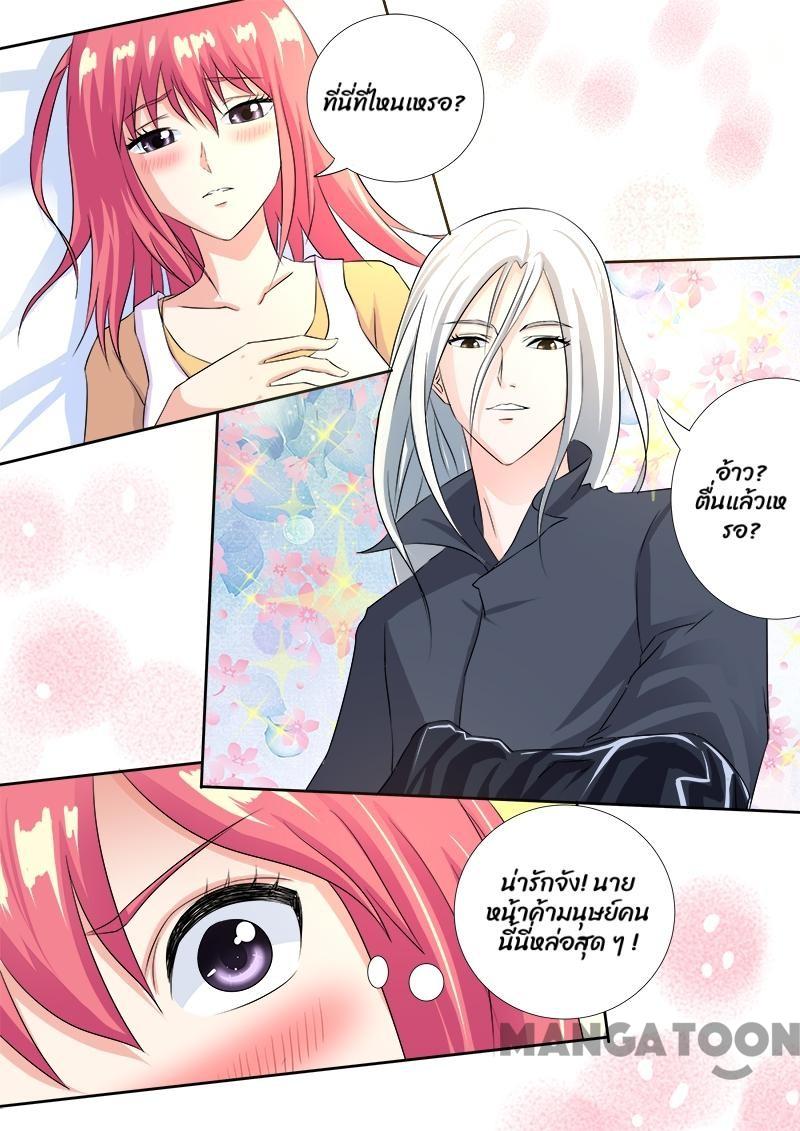 ที่นี่ที่ไหนเหรอ?
อ้าว?
ตื่นแล้วเห
รอ?
น่ารักจัง! นาย
หน้าค้ามนุษย์คน
นี้นี่หล่อสุด ๆ !
MANGATOON